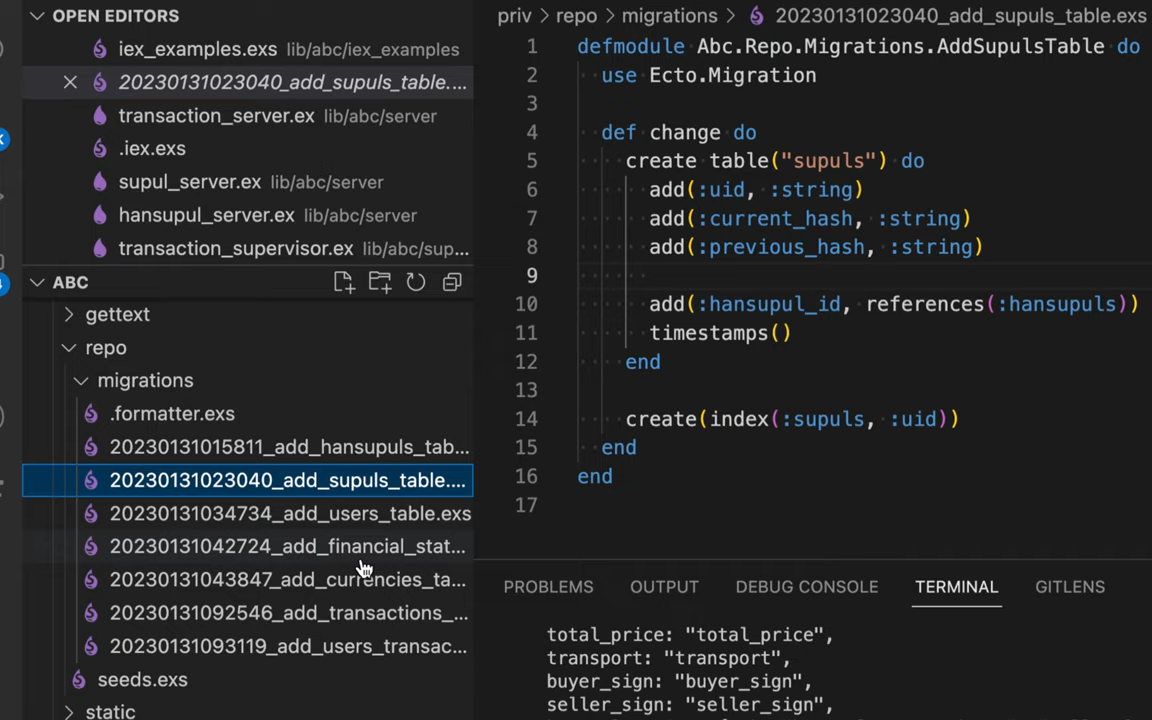 OPEN EDITORS
iex_examples.exs lib/abc/iex_examples
20230131023040_add_supuls_table....
transaction_server.ex lib/abc/server
.iex.exs
supul_server.ex lib/abc/server
hansupul_server.ex lib/abc/server
transaction_supervisor.ex lib/abc/sup...
ABC
gettext
repo
migrations
.formatter.exs
20230131015811_add_hansupuls_tab...
20230131023040_add_supuls_table....
20230131034734_add_users_table.exs
20230131042724_add_financial_stat...
20230131043847_add_currencies_ta...
20230131092546_add_transactions_...
20230131093119_add_users_transac...
seeds.exs
static
priv > repo > migrations > 20230131023040_add_supuls_table.exs
1 defmodule Abc.Repo.Migrations.AddSupulsTable do
2 use Ecto.Migration
3
4 def change do
5 create table("supuls") do
6 add(:uid, :string)
7 add(:current_hash, :string)
8 add(:previous_hash, :string)
9
10 add(:hansupul_id, references(:hansupuls))
11 timestamps()
12 end
13
14 create(index(:supuls, :uid))
15 end
16 end
17
PROBLEMS OUTPUT DEBUG CONSOLE TERMINAL GITLENS
total_price: "total_price",
transport: "transport",
buyer_sign: "buyer_sign",
seller_sign: "seller_sign",